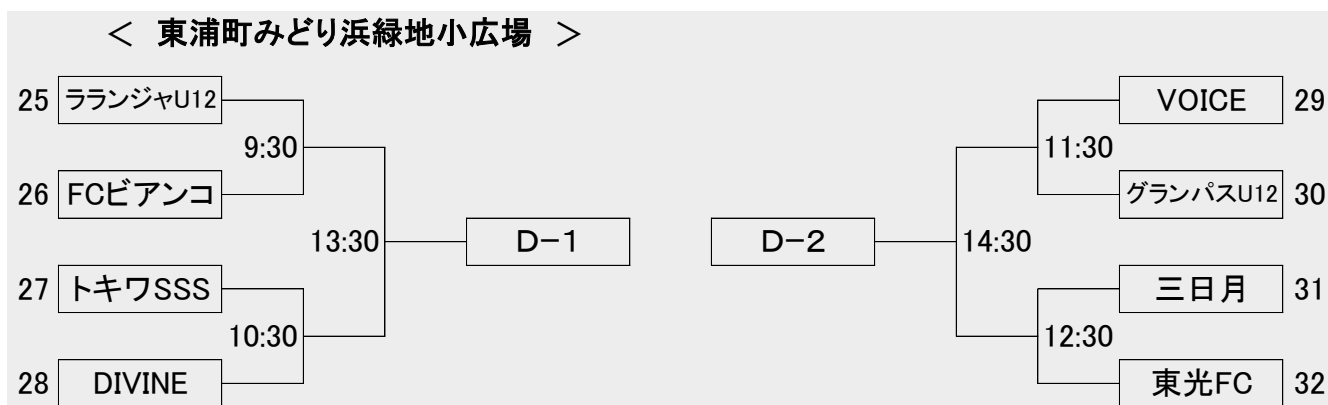 ＜ 東浦町みどり浜緑地小広場 ＞
25 ラランジャU12
9:30
26 FCビアンコ
13:30
D−1
27 トキワSSS
10:30
28 DIVINE
VOICE 29
11:30
グランパスU12 30
D−2
14:30
三日月 31
12:30
東光FC 32